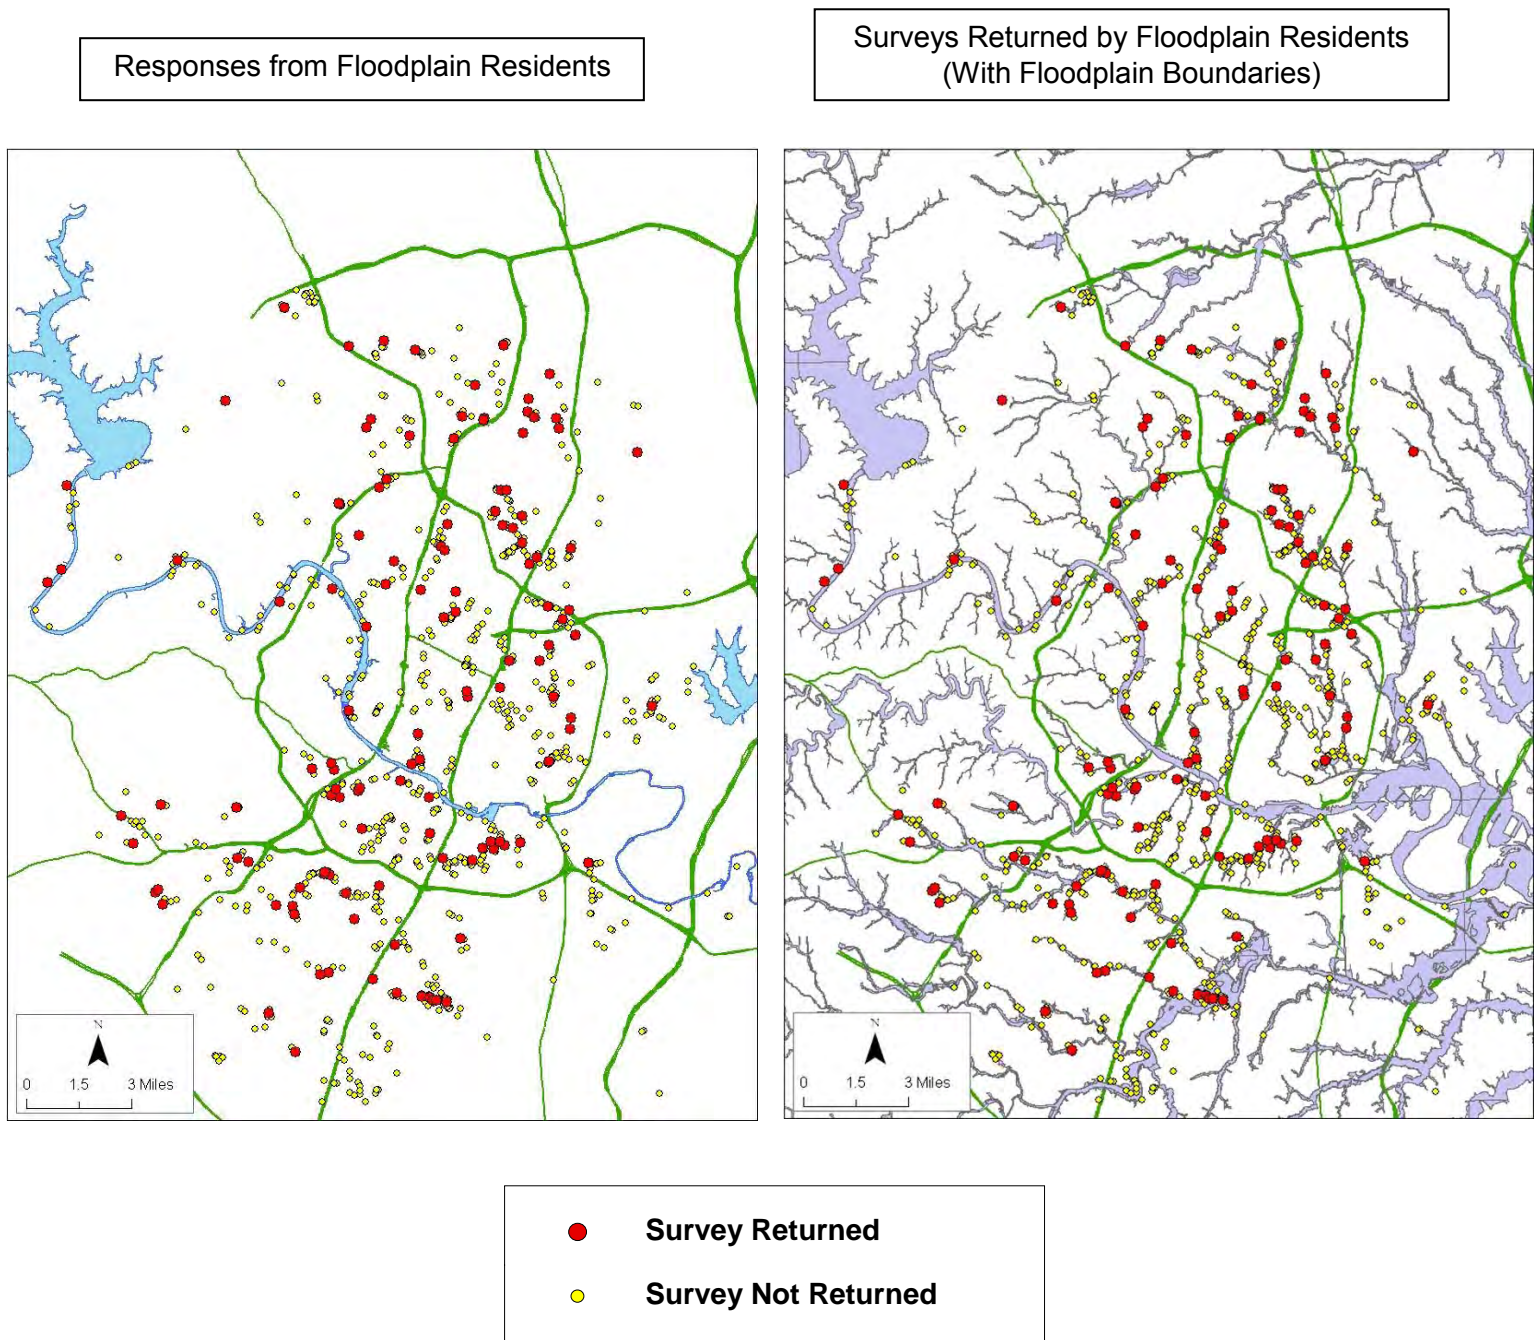 Responses from Floodplain Residents
Surveys Returned by Floodplain Residents
(With Floodplain Boundaries)
N
0 1.5 3 Miles
N
0 1.5 3 Miles
Survey Returned
Survey Not Returned